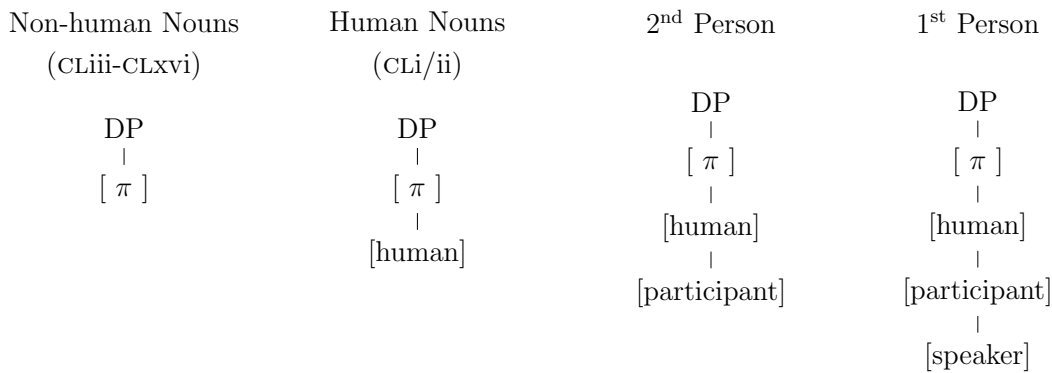 Non-human Nouns Human Nouns 2nd Person 1st Person
(CLiii-CLxvi) (CLi/ii)
DP DP DP DP
[ π ] [ π ] [ π ] [ π ]
[human] [human] [human]
[participant] [participant]
[speaker]